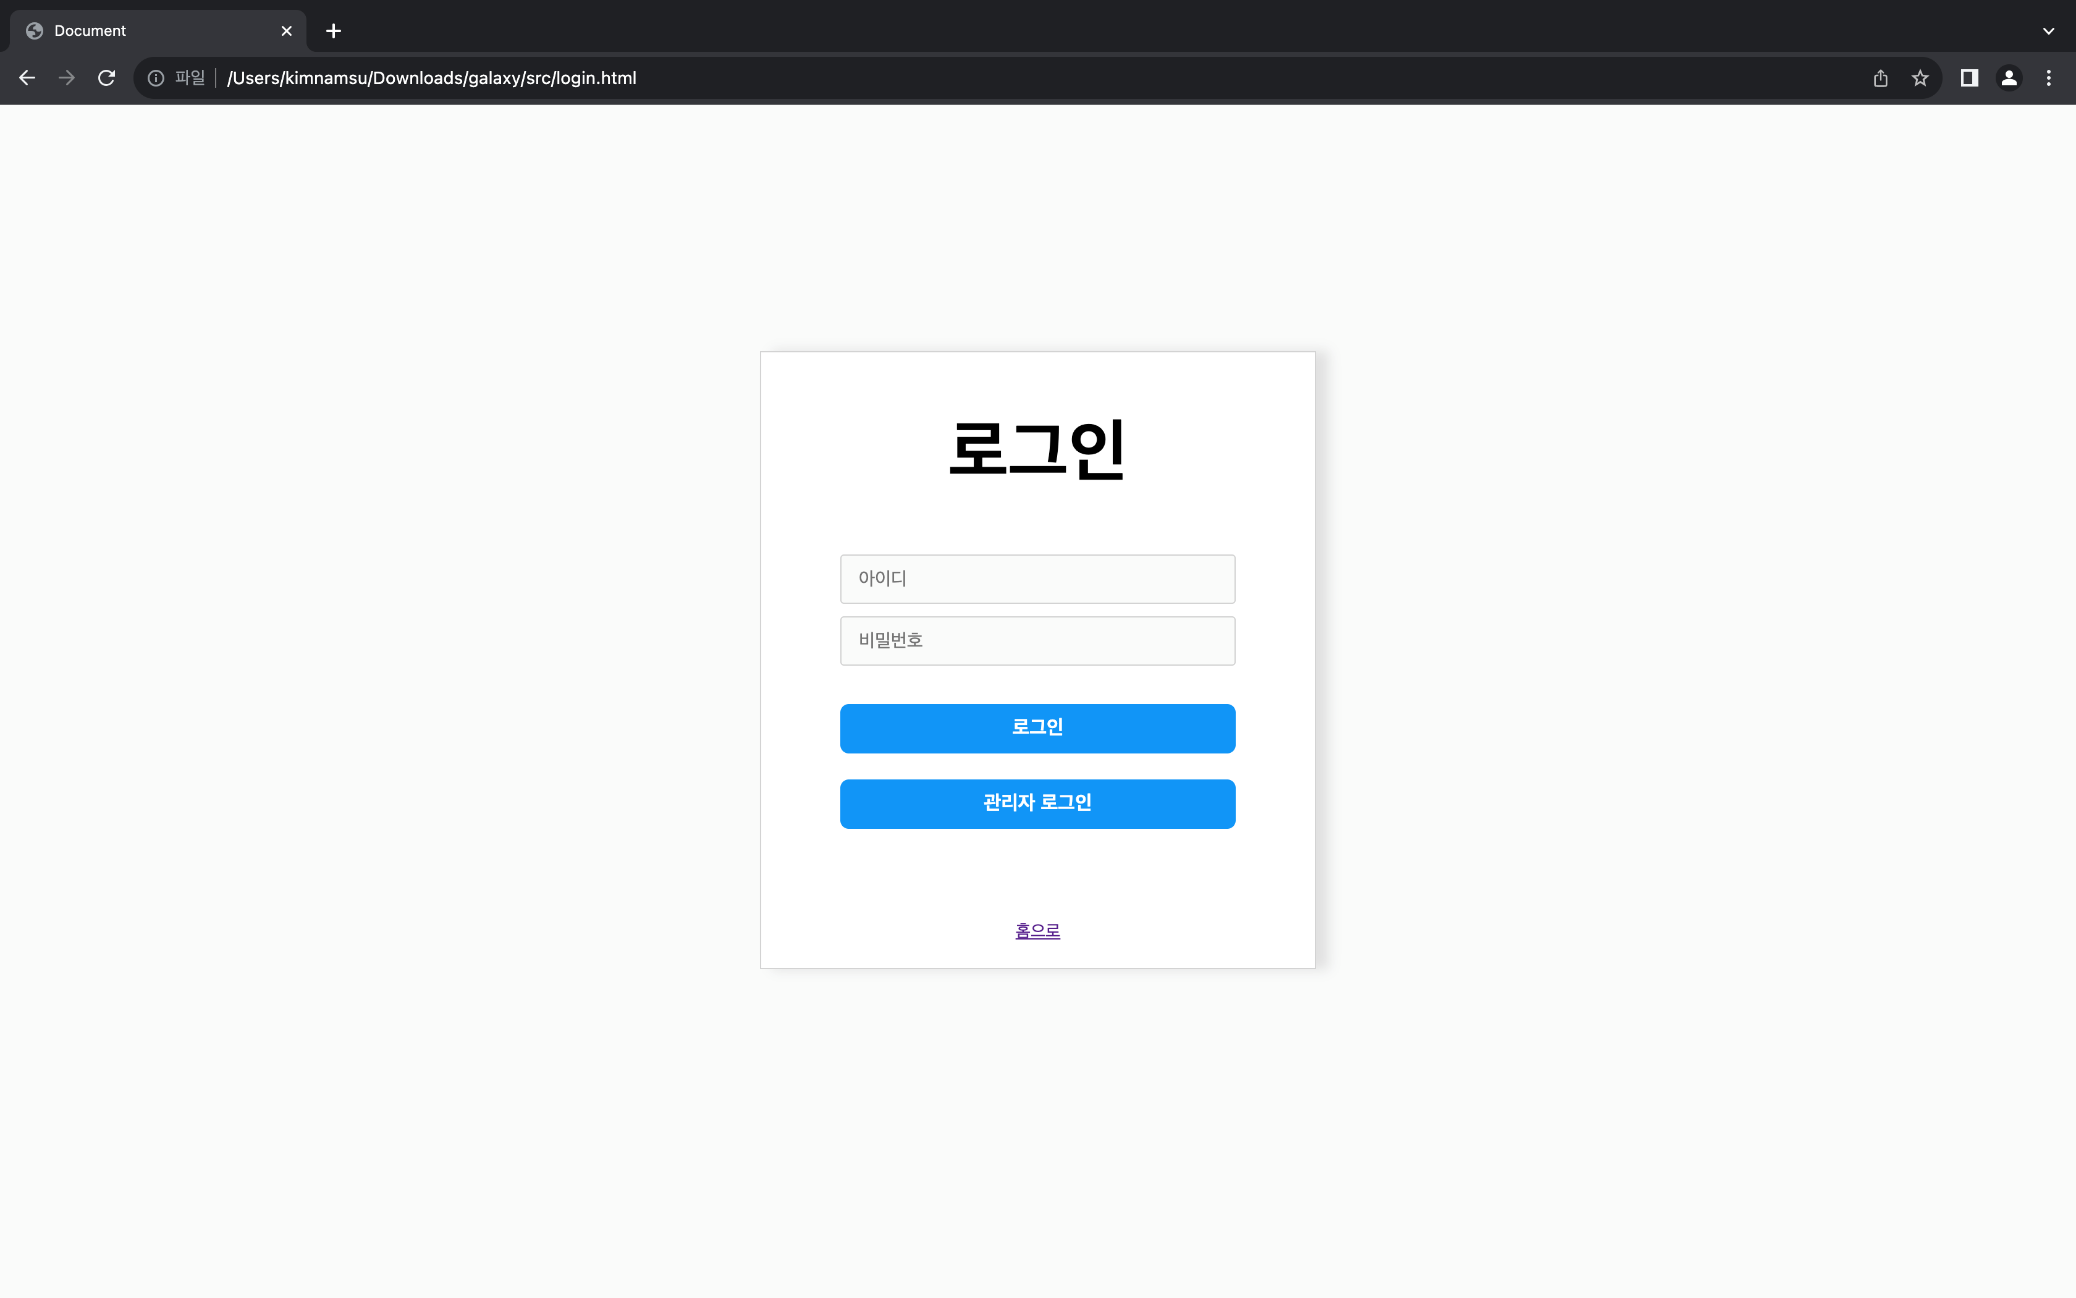 Document
파일 /Users/kimnamsu/Downloads/galaxy/src/login.html
로그인
아이디
비밀번호
로그인
관리자 로그인
홈으로